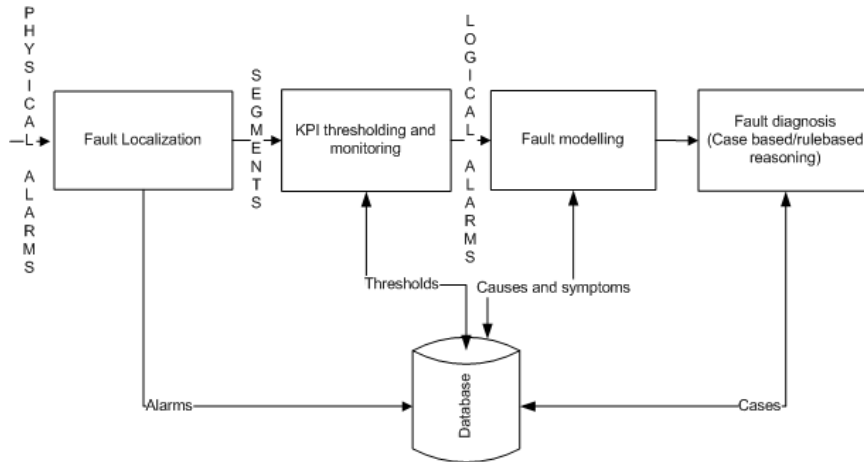 PHYSICAL ALARMS
SEGMENTS
LOGICAL ALARMS
Fault Localization
KPI thresholding and
monitoring
Fault modelling
Fault diagnosis
(Case based/rulebased
reasoning)
Thresholds
Causes and symptoms
Alarms
Database
Cases